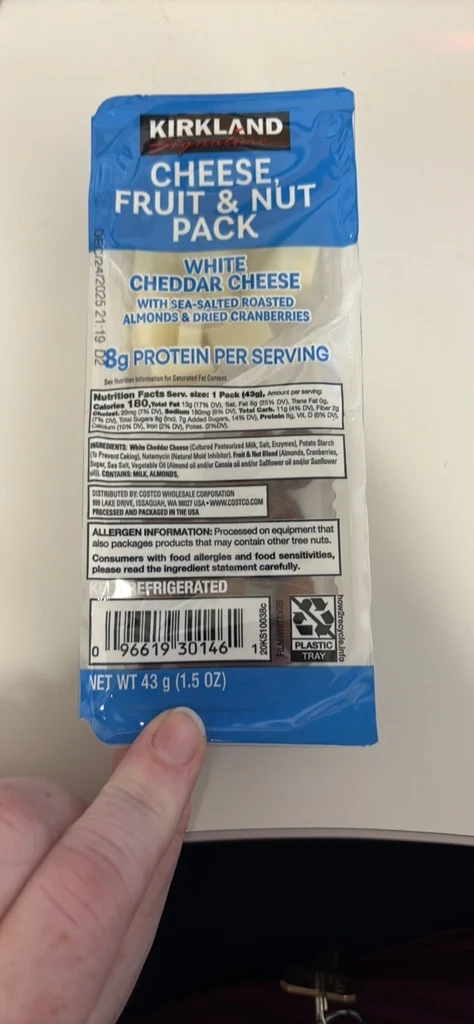 KIRKLAND
Signature
CHEESE,
FRUIT & NUT
PACK
WHITE
CHEDDAR CHEESE
WITH SEA-SALTED ROASTED
ALMONDS & DRIED CRANBERRIES
DEC/24/2025 21:19 D2
8g PROTEIN PER SERVING
See Nutrition Information for Saturated Fat Content.
Nutrition Facts Serv. size: 1 Pack (43g), Amount per serving:
Calories 180, Total Fat 13g (17% DV), Sat. Fat 5g (25% DV), Trans Fat 0g,
Cholest. 20mg (7% DV), Sodium 180mg (8% DV), Total Carb. 11g (4% DV), Fiber 2g
(7% DV), Total Sugars 8g (Incl. 7g Added Sugars, 14% DV), Protein 8g, Vit. D (0% DV),
Calcium (10% DV), Iron (2% DV), Potas. (2% DV).
INGREDIENTS: White Cheddar Cheese (Cultured Pasteurized Milk, Salt, Enzymes), Potato Starch
(To Prevent Caking), Natamycin (Natural Mold Inhibitor). Fruit & Nut Blend (Almonds, Cranberries,
Sugar, Sea Salt, Vegetable Oil (Almond oil and/or Canola oil and/or Safflower oil and/or Sunflower
oil). CONTAINS: MILK, ALMONDS.
DISTRIBUTED BY: COSTCO WHOLESALE CORPORATION
LAKE DRIVE, ISSAQUAH, WA 98027 USA • WWW.COSTCO.COM
PROCESSED AND PACKAGED IN THE USA
ALLERGEN INFORMATION: Processed on equipment that
also packages products that may contain other tree nuts.
Consumers with food allergies and food sensitivities,
please read the ingredient statement carefully.
REFRIGERATED
0 96619 30146 1
20KS10038c
PLASTIC
TRAY
how2recycle.info
NET WT 43 g (1.5 OZ)